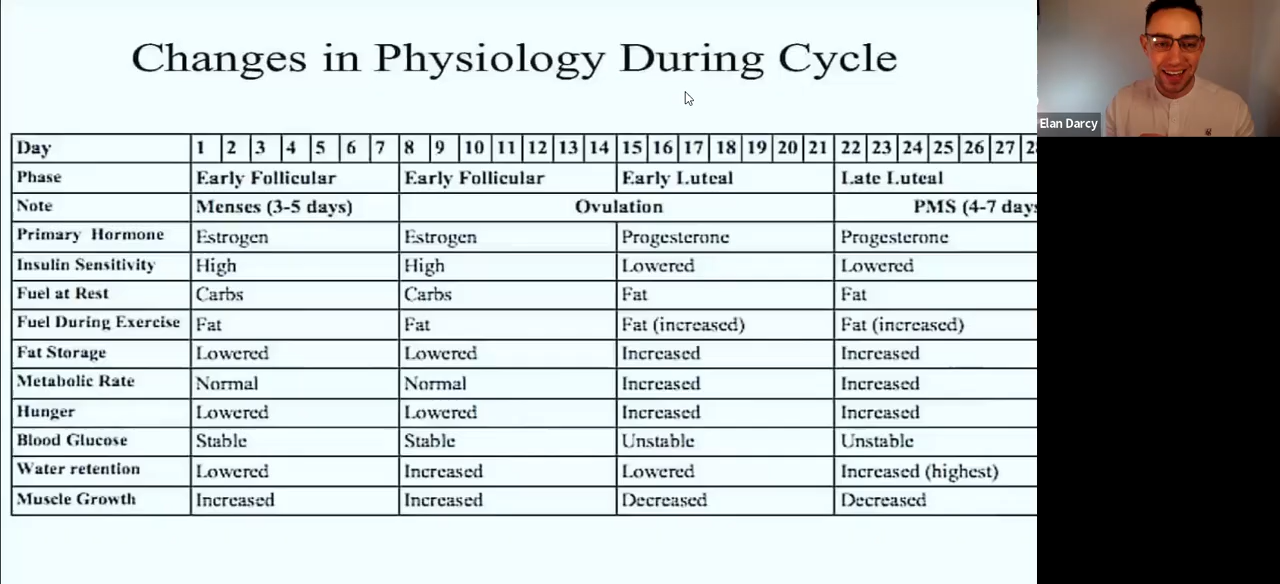 Changes in Physiology During Cycle
Elan Darcy
Day 1 2 3 4 5 6 7 8 9 10 11 12 13 14 15 16 17 18 19 20 21 22 23 24 25 26 27
Phase Early Follicular Early Follicular Early Luteal Late Luteal
Note Menses (3-5 days) Ovulation PMS (4-7 days
Primary Hormone Estrogen Estrogen Progesterone Progesterone
Insulin Sensitivity High High Lowered Lowered
Fuel at Rest Carbs Carbs Fat Fat
Fuel During Exercise Fat Fat Fat (increased) Fat (increased)
Fat Storage Lowered Lowered Increased Increased
Metabolic Rate Normal Normal Increased Increased
Hunger Lowered Lowered Increased Increased
Blood Glucose Stable Stable Unstable Unstable
Water retention Lowered Increased Lowered Increased (highest)
Muscle Growth Increased Increased Decreased Decreased